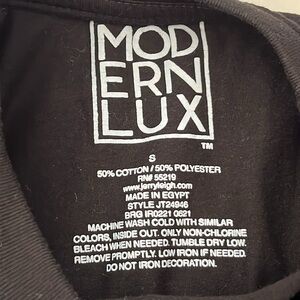 MOD
ERN
LUX
TM
S
50% COTTON / 50% POLYESTER
RN# 55219
www.jerryleigh.com
MADE IN EGYPT
STYLE JT24946
BRG IR0221 0621
MACHINE WASH COLD WITH SIMILAR
COLORS, INSIDE OUT. ONLY NON-CHLORINE
BLEACH WHEN NEEDED. TUMBLE DRY LOW.
REMOVE PROMPTLY. LOW IRON IF NEEDED.
DO NOT IRON DECORATION.